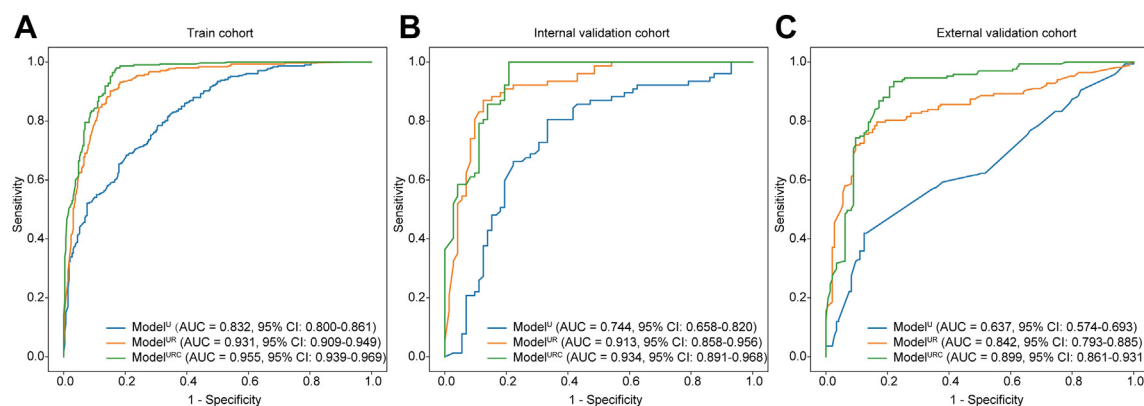 A
Train cohort
1.0
0.8
0.6
0.4
0.2
0.0
Sensitivity
Modelᵁ (AUC = 0.832, 95% CI: 0.800-0.861)
Modelᵁᴿ (AUC = 0.931, 95% CI: 0.909-0.949)
Modelᵁᴿꟲ (AUC = 0.955, 95% CI: 0.939-0.969)
0.0 0.2 0.4 0.6 0.8 1.0
1 - Specificity
B
Internal validation cohort
1.0
0.8
0.6
0.4
0.2
0.0
Sensitivity
Modelᵁ (AUC = 0.744, 95% CI: 0.658-0.820)
Modelᵁᴿ (AUC = 0.913, 95% CI: 0.858-0.956)
Modelᵁᴿꟲ (AUC = 0.934, 95% CI: 0.891-0.968)
0.0 0.2 0.4 0.6 0.8 1.0
1 - Specificity
C
External validation cohort
1.0
0.8
0.6
0.4
0.2
0.0
Sensitivity
Modelᵁ (AUC = 0.637, 95% CI: 0.574-0.693)
Modelᵁᴿ (AUC = 0.842, 95% CI: 0.793-0.885)
Modelᵁᴿꟲ (AUC = 0.899, 95% CI: 0.861-0.931
0.0 0.2 0.4 0.6 0.8 1.0
1 - Specificity